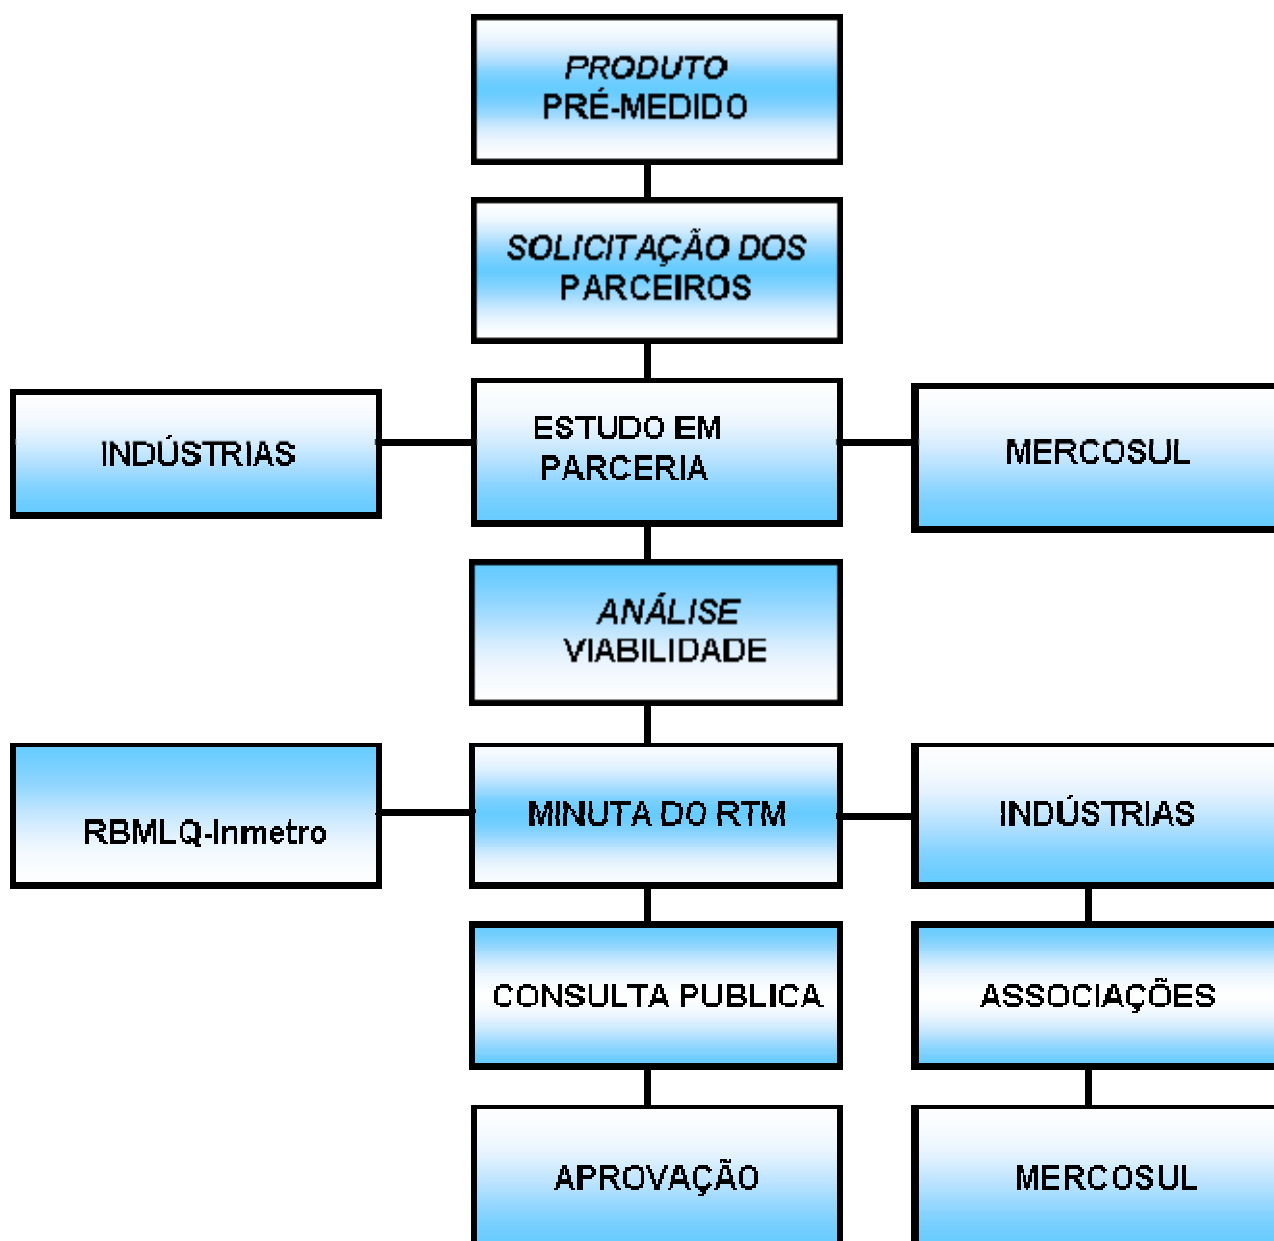 PRODUTO
PRÉ-MEDIDO
SOLICITAÇÃO DOS
PARCEIROS
INDÚSTRIAS
ESTUDO EM
PARCERIA
MERCOSUL
ANÁLISE
VIABILIDADE
RBMLQ-Inmetro
MINUTA DO RTM
INDÚSTRIAS
CONSULTA PUBLICA
ASSOCIAÇÕES
APROVAÇÃO
MERCOSUL